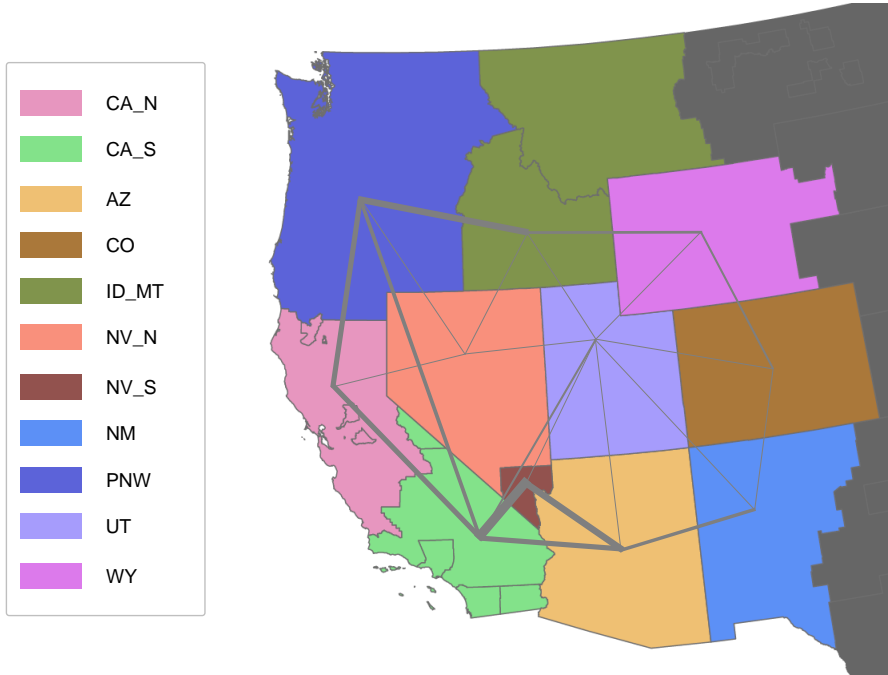 CA_N
CA_S
AZ
CO
ID_MT
NV_N
NV_S
NM
PNW
UT
WY